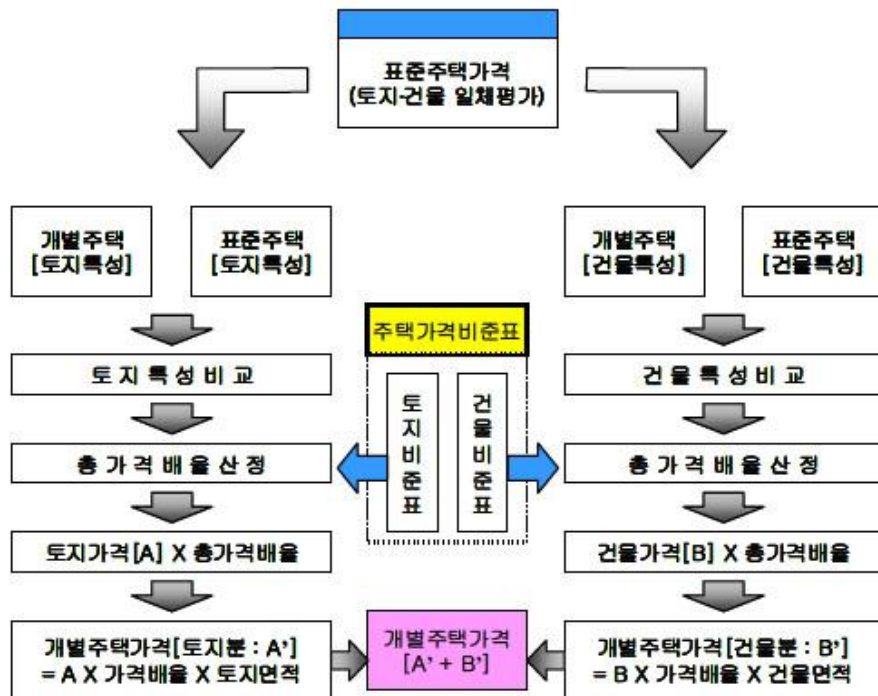 표준주택가격
(토지·건물 일체평가)
개별주택
[토지특성]
표준주택
[토지특성]
개별주택
[건물특성]
표준주택
[건물특성]
주택가격비준표
토지특성비교
건물특성비교
토지비준표
건물비준표
총가격배율산정
총가격배율산정
토지가격[A] X 총가격배율
건물가격[B] X 총가격배율
개별주택가격[토지분 : A']
= A X 가격배율 X 토지면적
개별주택가격
[A' + B']
개별주택가격[건물분 : B']
= B X 가격배율 X 건물면적